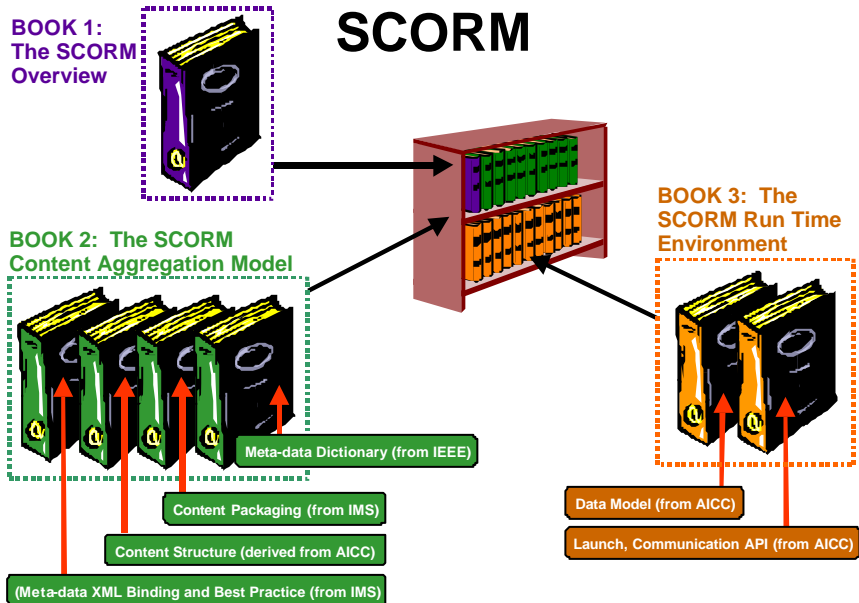 SCORM
BOOK 1:
The SCORM
Overview
BOOK 2:  The SCORM
Content Aggregation Model
BOOK 3:  The
SCORM Run Time
Environment
Meta-data Dictionary (from IEEE)
Content Packaging (from IMS)
Content Structure (derived from AICC)
(Meta-data XML Binding and Best Practice (from IMS)
Data Model (from AICC)
Launch, Communication API (from AICC)